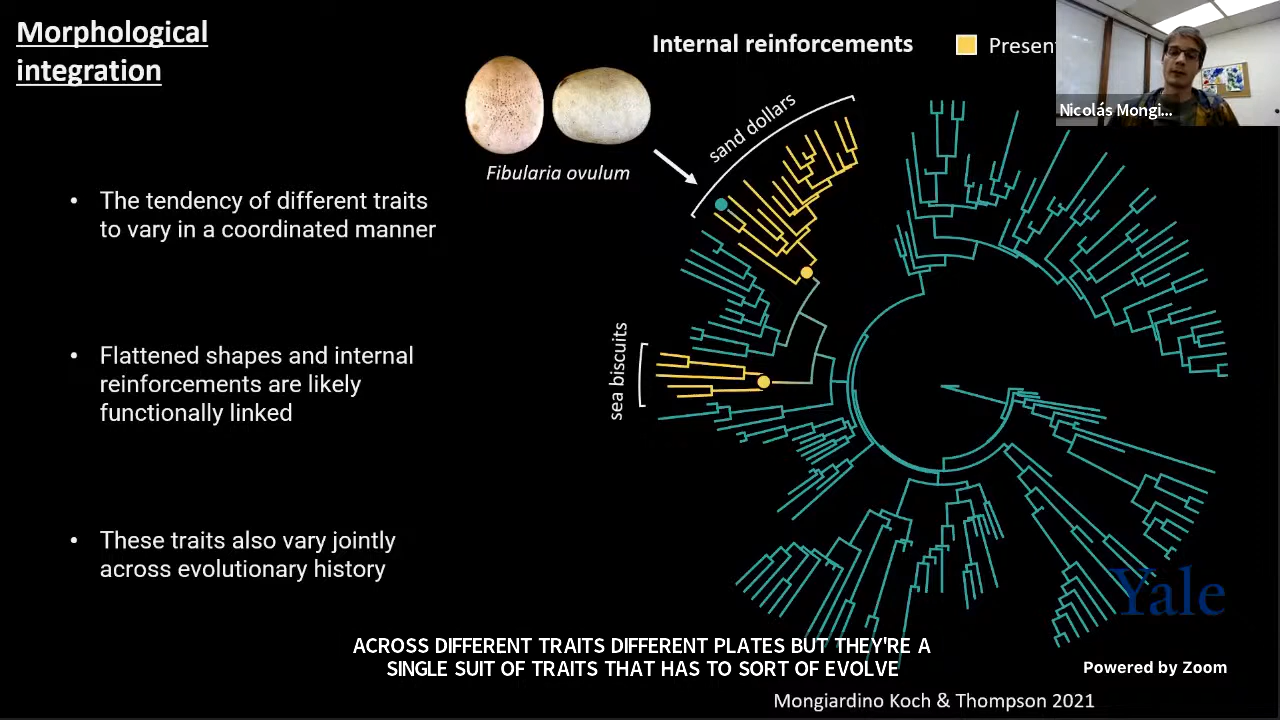 Morphological
integration
Internal reinforcements
Present
Nicolás Mongi...
sand dollars
Fibularia ovulum
• The tendency of different traits
to vary in a coordinated manner
• Flattened shapes and internal
reinforcements are likely
functionally linked
sea biscuits
• These traits also vary jointly
across evolutionary history
Yale
ACROSS DIFFERENT TRAITS DIFFERENT PLATES BUT THEY'RE A
SINGLE SUIT OF TRAITS THAT HAS TO SORT OF EVOLVE
Powered by Zoom
Mongiardino Koch & Thompson 2021